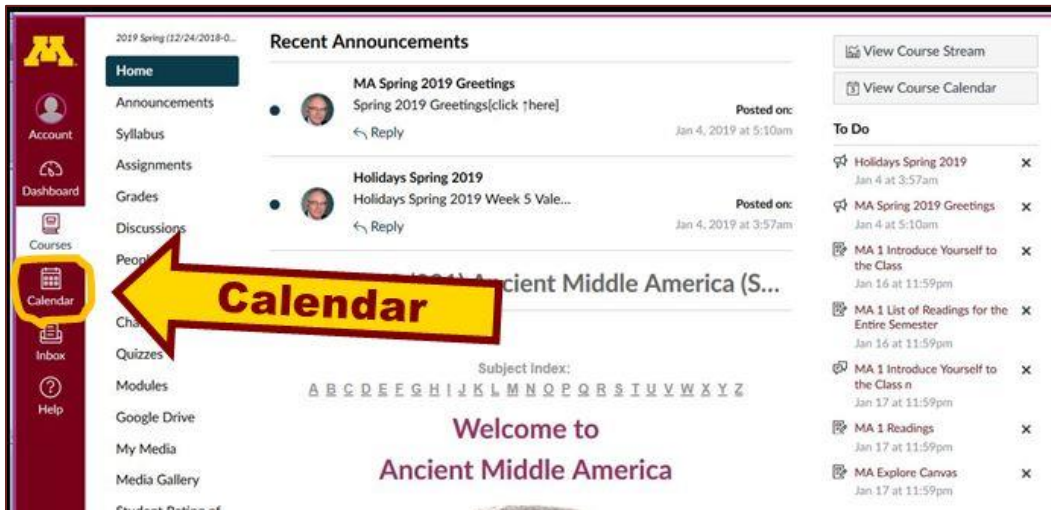 M
Account
Dashboard
Courses
Calendar
Inbox
Help
2019 Spring (12/24/2018-0...
Home
Announcements
Syllabus
Assignments
Grades
Discussions
Quizzes
Modules
Google Drive
My Media
Media Gallery
Student Rating of
Recent Announcements
MA Spring 2019 Greetings
Spring 2019 Greetings[click ↑here]
Reply
Posted on:
Jan 4, 2019 at 5:10am
Holidays Spring 2019
Holidays Spring 2019 Week 5 Vale...
Reply
Posted on:
Jan 4, 2019 at 3:57am
Ancient Middle America (S...
Calendar
Subject Index:
A B C D E F G H I J K L M N O P Q R S T U V W X Y Z
Welcome to
Ancient Middle America
View Course Stream
View Course Calendar
To Do
Holidays Spring 2019
Jan 4 at 3:57am
MA Spring 2019 Greetings
Jan 4 at 5:10am
MA 1 Introduce Yourself to
the Class
Jan 16 at 11:59pm
MA 1 List of Readings for the
Entire Semester
Jan 16 at 11:59pm
MA 1 Introduce Yourself to
the Class n
Jan 17 at 11:59pm
MA 1 Readings
Jan 17 at 11:59pm
MA Explore Canvas
Jan 17 at 11:59pm